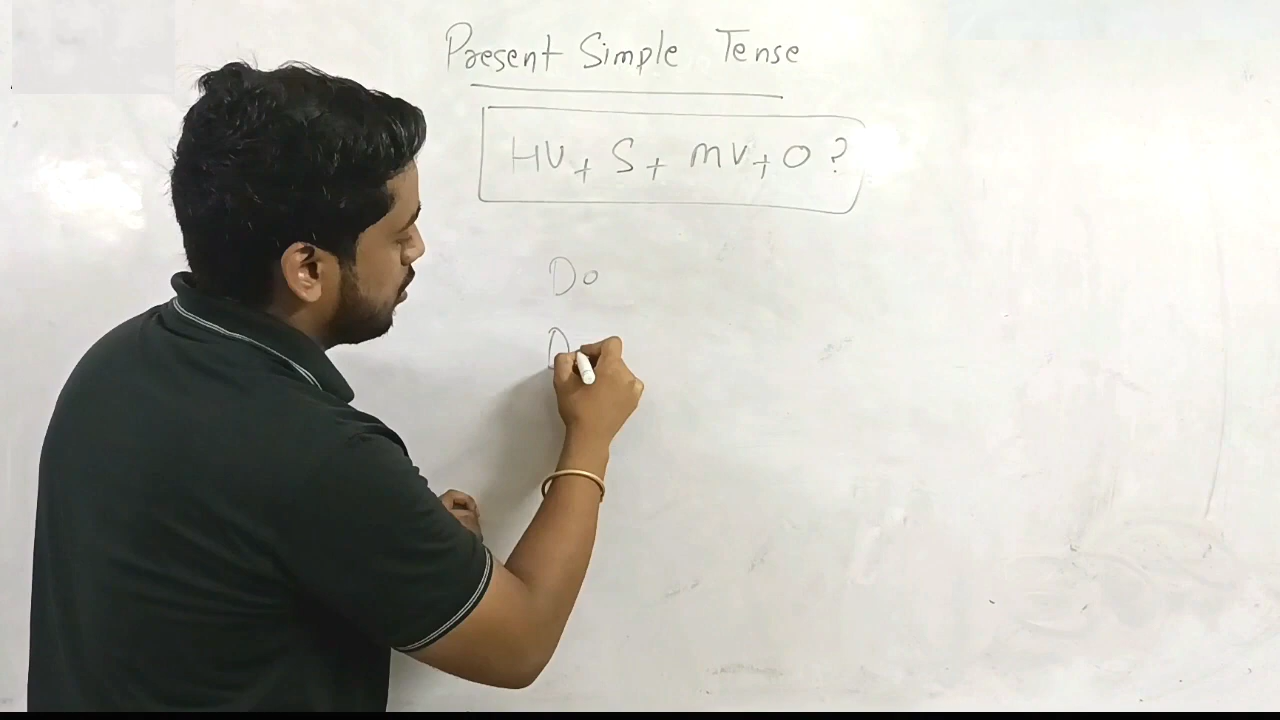 Present Simple Tense
HV + S + MV + O ?
Do
D